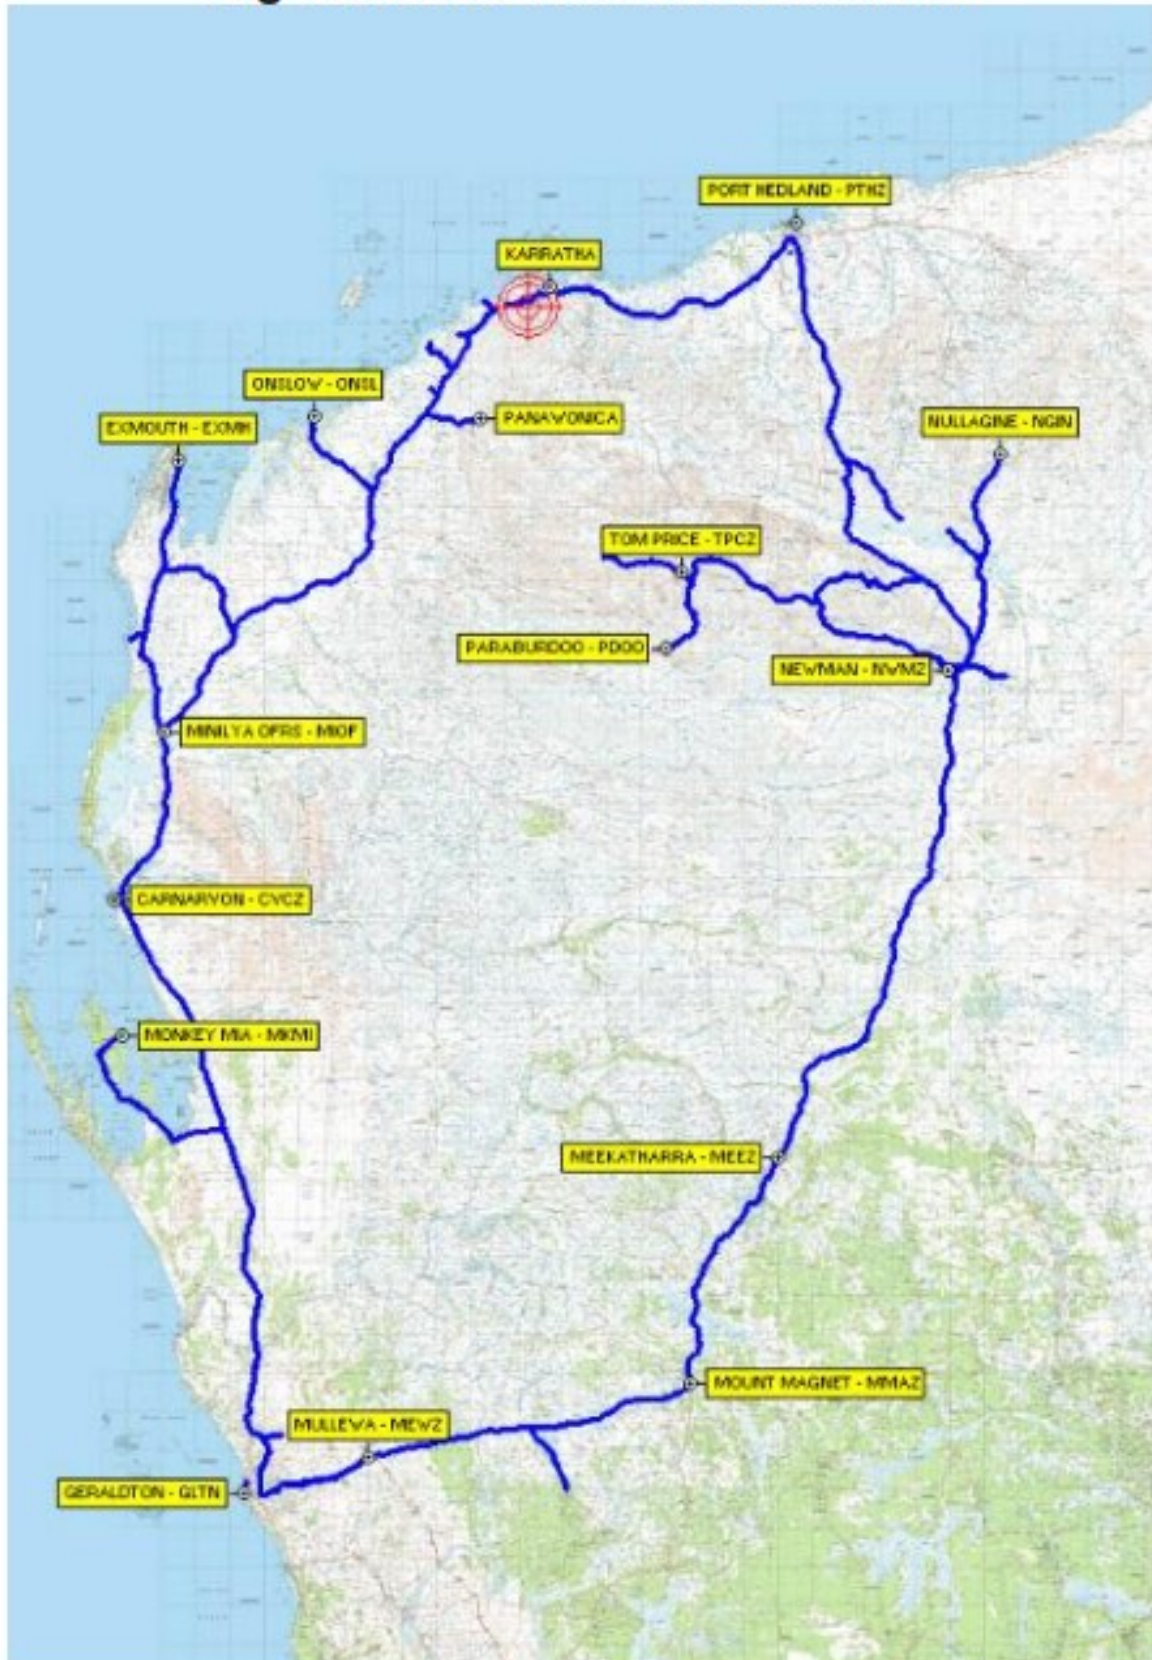 PORT HEDLAND - PTHZ
KARRATHA
ONSLOW - ONSL
PANAWONICA
NULLAGINE - NGIN
EXMOUTH - EXMH
TOM PRICE - TPCZ
PARABURDOO - PDOO
NEWMAN - NWMZ
MINILYA OFRS - MIOF
CARNARVON - CVCZ
MONKEY MIA - MKMI
MEEKATHARRA - MEEZ
MOUNT MAGNET - MMAZ
MULLEWA - MEWZ
GERALDTON - GLTN